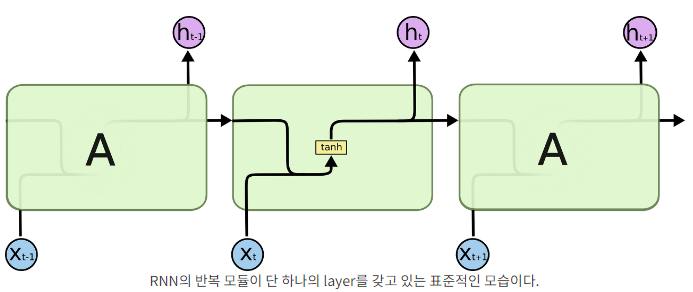 ht-1 ht ht+1
A tanh A
xt-1 xt xt+1
RNN의 반복 모듈이 단 하나의 layer를 갖고 있는 표준적인 모습이다.